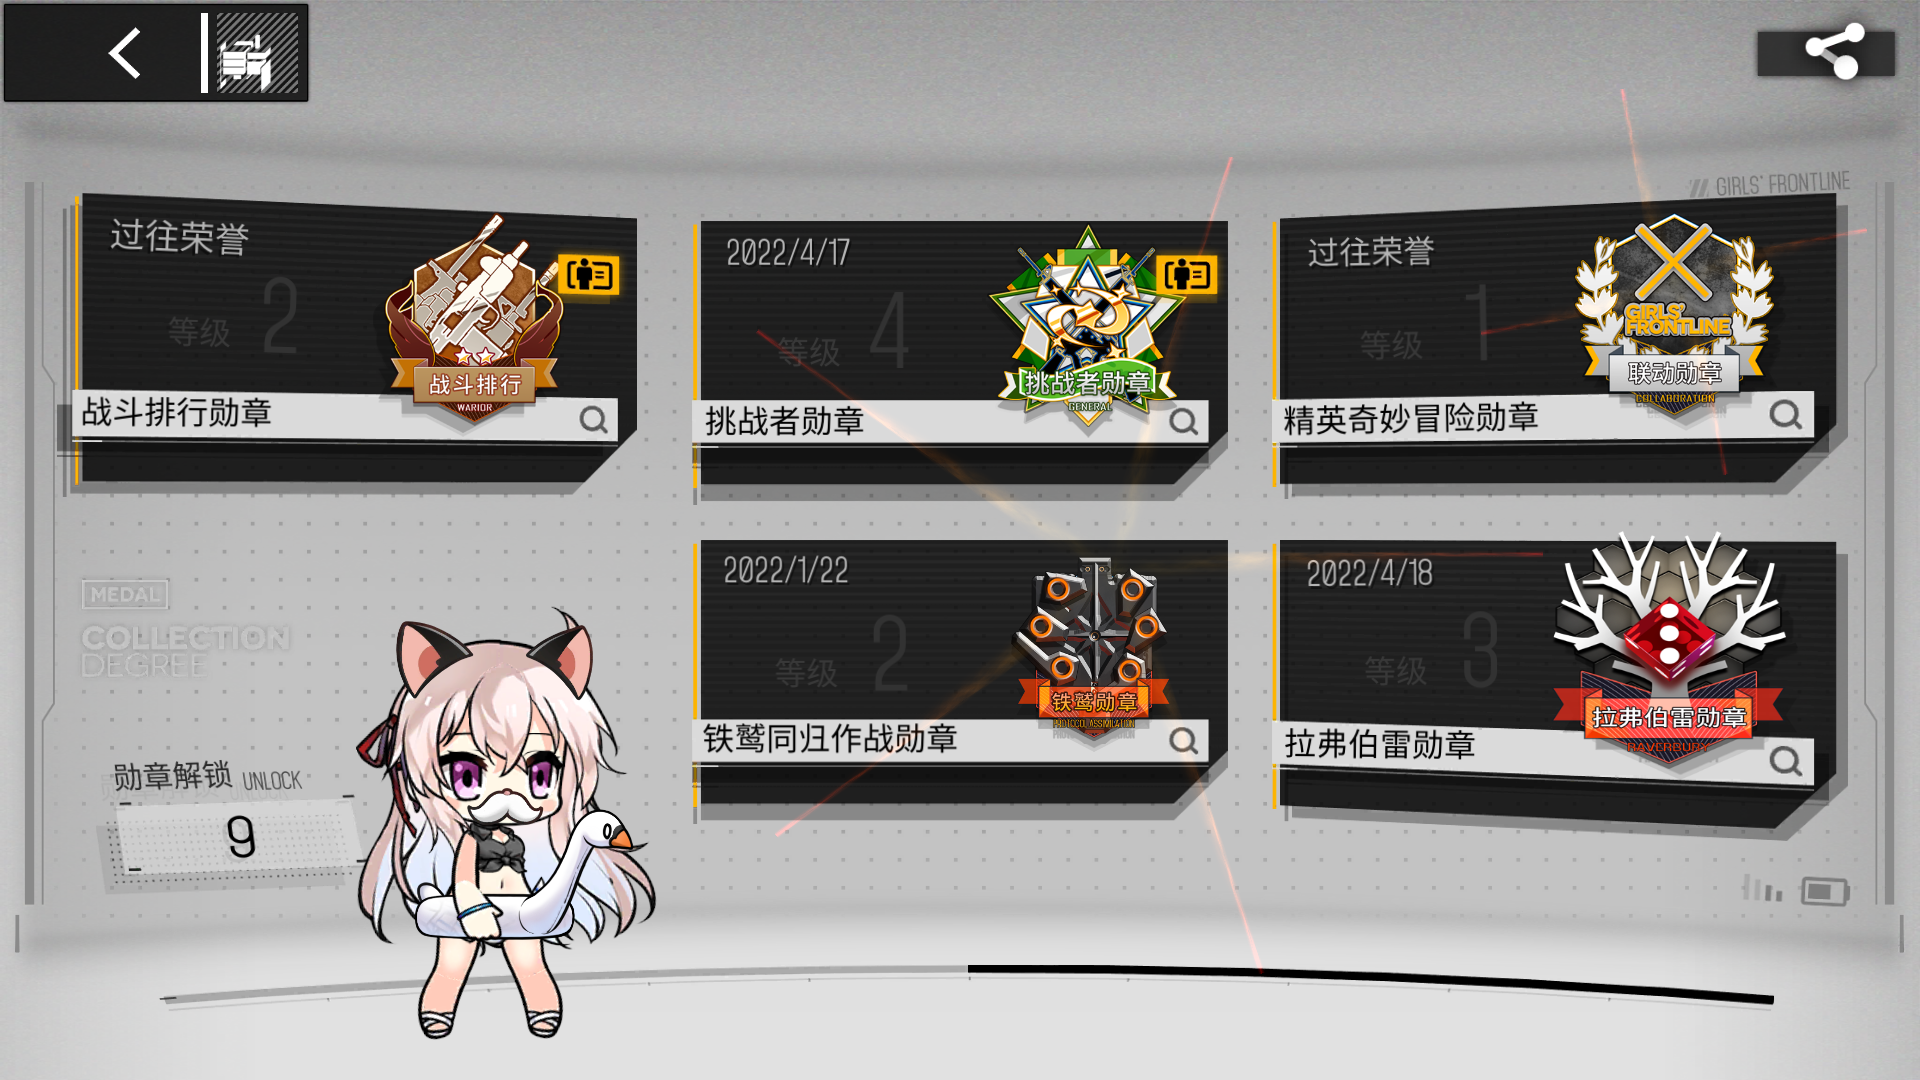 GIRLS' FRONTLINE
过往荣誉
等级 2
战斗排行
WARIOR
战斗排行勋章
2022/4/17
等级 4
挑战者勋章
GENERAL
挑战者勋章
过往荣誉
等级 1
GIRLS'
FRONTLINE
联动勋章
COLLABORATION
精英奇妙冒险勋章
MEDAL
COLLECTION
DEGREE
勋章解锁 UNLOCK
9
2022/1/22
等级 2
铁鹫勋章
PROTOCOL ASSIMILATION
铁鹫同归作战勋章
2022/4/18
等级 3
拉弗伯雷勋章
RAVERBURY
拉弗伯雷勋章